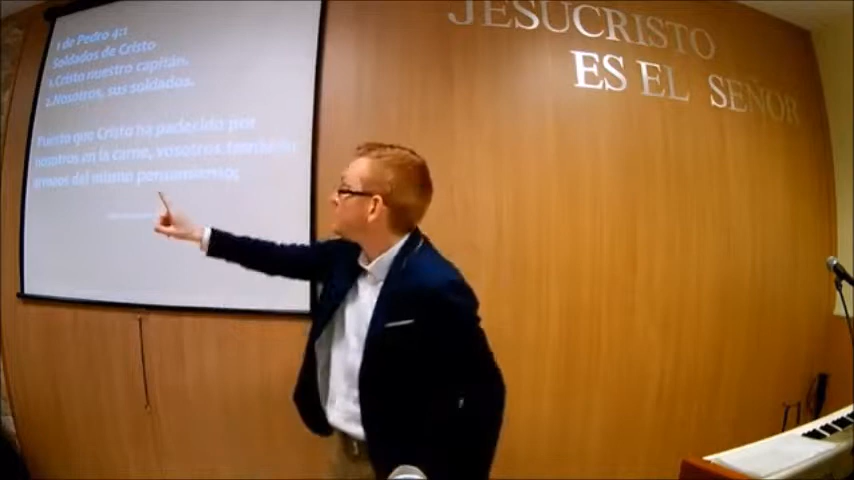 1 de Pedro 4:1
Soldados de Cristo
1.Cristo nuestro capitán.
2.Nosotros, sus soldados.
Puesto que Cristo ha padecido por
nosotros en la carne, vosotros también
armaos del mismo pensamiento;
JESUCRISTO
ES EL SEÑOR